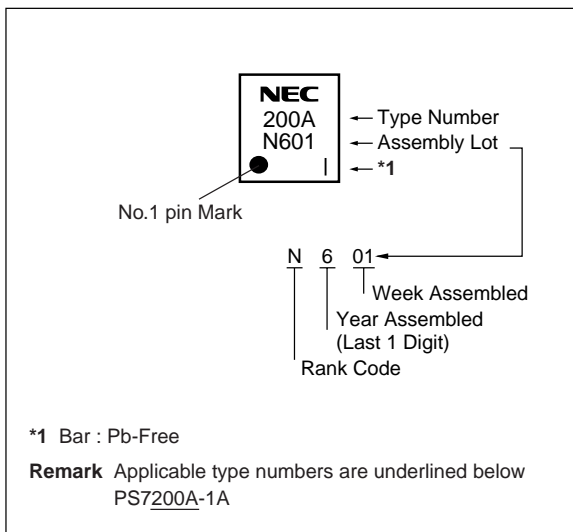 NEC
200A ← Type Number
N601 ← Assembly Lot
| ← *1
No.1 pin Mark
N 6 01
Week Assembled
Year Assembled
(Last 1 Digit)
Rank Code
*1 Bar : Pb-Free
Remark Applicable type numbers are underlined below
PS7200A-1A